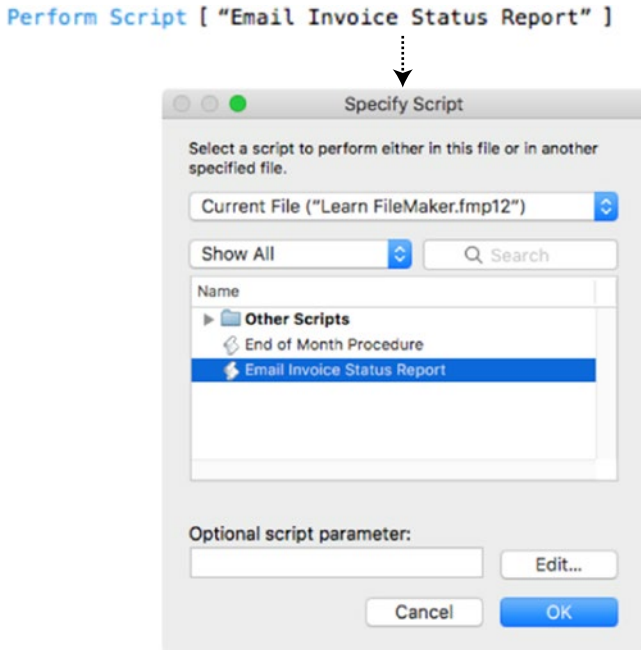 Perform Script [ “Email Invoice Status Report” ]
Specify Script
Select a script to perform either in this file or in another
specified file.
Current File (“Learn FileMaker.fmp12”)
Show All
Search
Name
Other Scripts
End of Month Procedure
Email Invoice Status Report
Optional script parameter:
Edit...
Cancel
OK